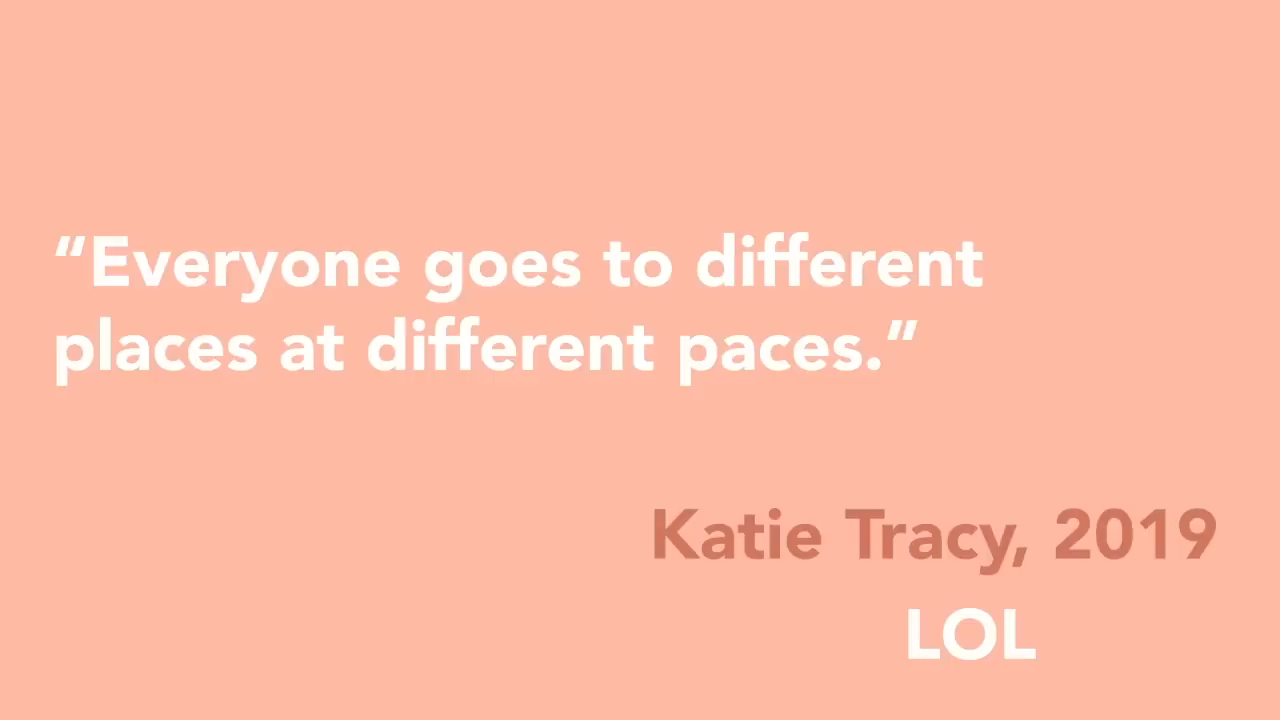 “Everyone goes to different
places at different paces.”
Katie Tracy, 2019
LOL